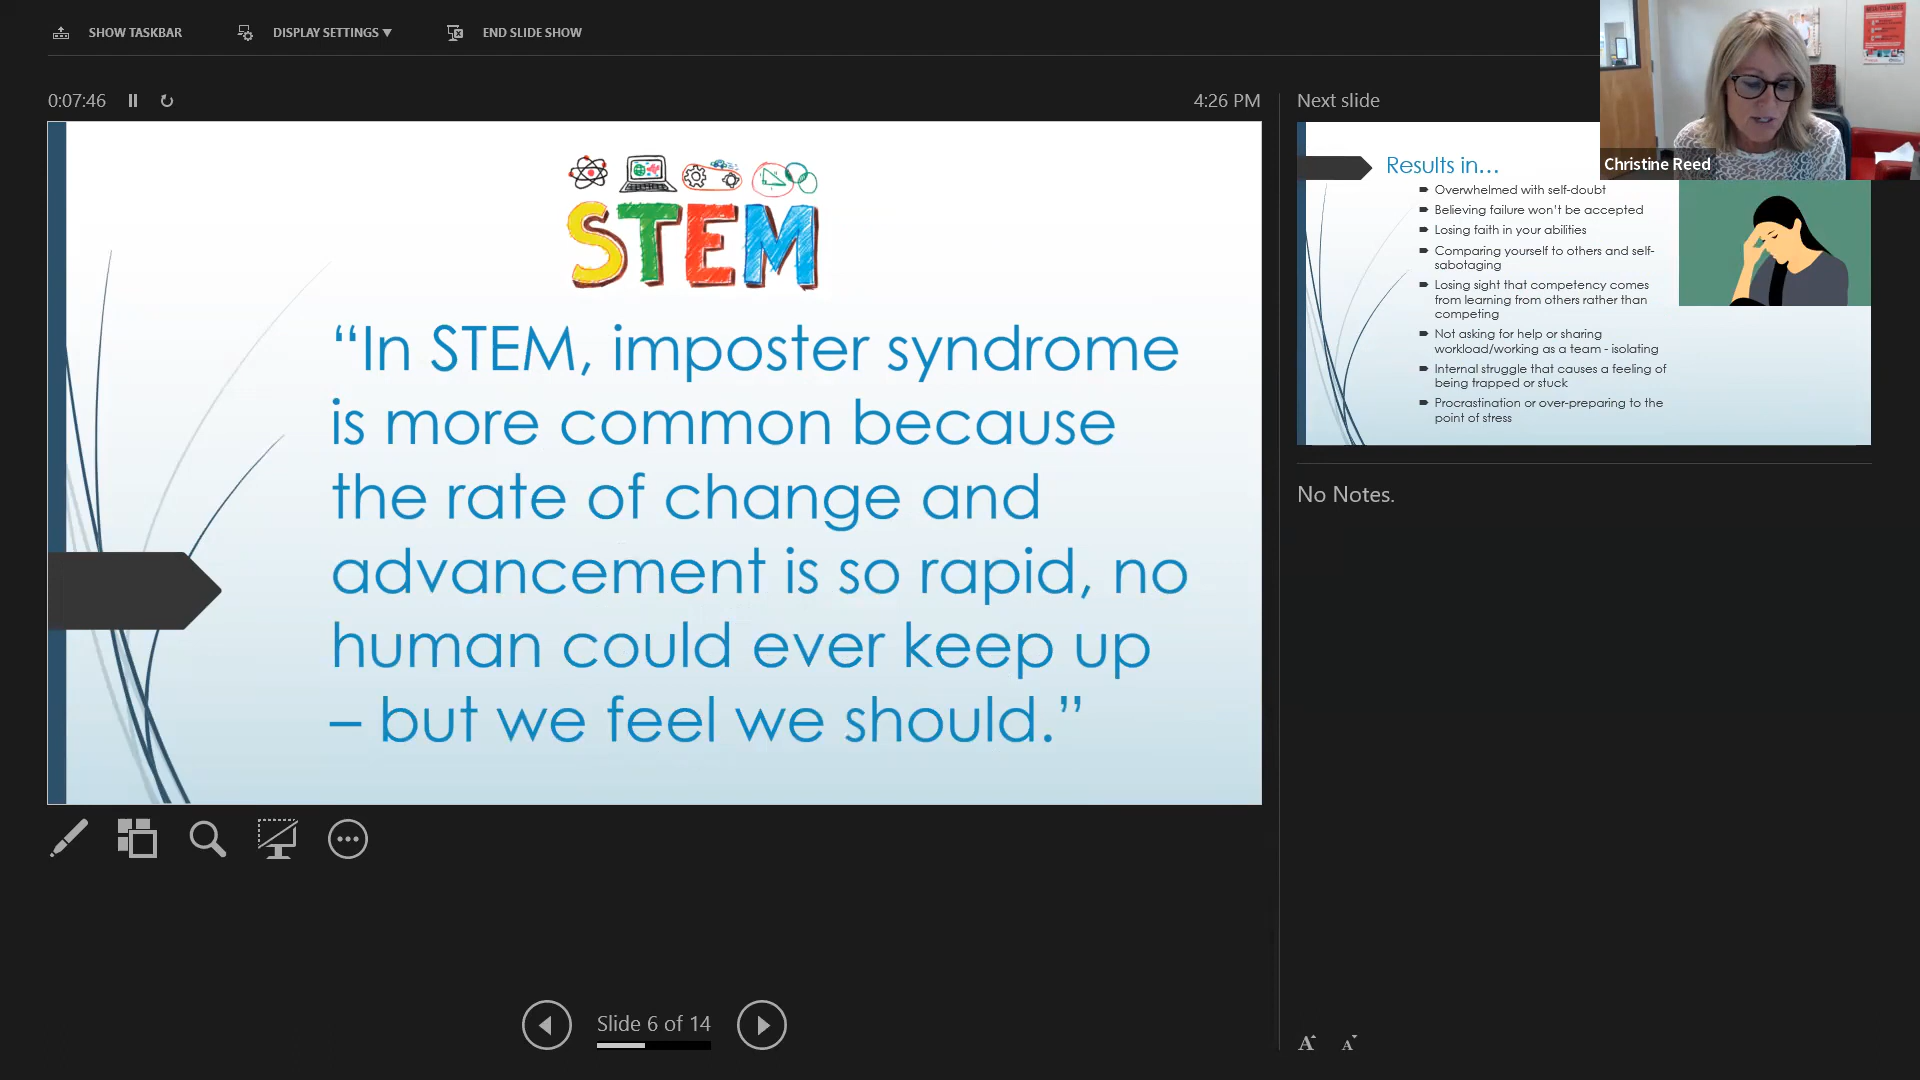 SHOW TASKBAR
DISPLAY SETTINGS ▼
END SLIDE SHOW
0:07:46
4:26 PM
STEM
“In STEM, imposter syndrome
is more common because
the rate of change and
advancement is so rapid, no
human could ever keep up
– but we feel we should.”
Slide 6 of 14
Next slide
Christine Reed
Results in...
Overwhelmed with self-doubt
Believing failure won’t be accepted
Losing faith in your abilities
Comparing yourself to others and self-
sabotaging
Losing sight that competency comes
from learning from others rather than
competing
Not asking for help or sharing
workload/working as a team - isolating
Internal struggle that causes a feeling of
being trapped or stuck
Procrastination or over-preparing to the
point of stress
No Notes.
A A